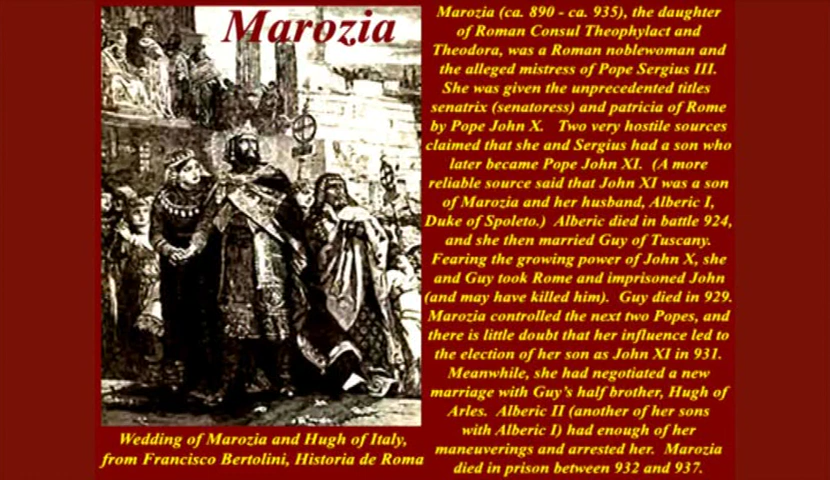 Marozia
Marozia (ca. 890 - ca. 935), the daughter
of Roman Consul Theophylact and
Theodora, was a Roman noblewoman and
the alleged mistress of Pope Sergius III.
She was given the unprecedented titles
senatrix (senatoress) and patricia of Rome
by Pope John X. Two very hostile sources
claimed that she and Sergius had a son who
later became Pope John XI. (A more
reliable source said that John XI was a son
of Marozia and her husband, Alberic I,
Duke of Spoleto.) Alberic died in battle 924,
and she then married Guy of Tuscany.
Fearing the growing power of John X, she
and Guy took Rome and imprisoned John
(and may have killed him). Guy died in 929.
Marozia controlled the next two Popes, and
there is little doubt that her influence led to
the election of her son as John XI in 931.
Meanwhile, she had negotiated a new
marriage with Guy's half brother, Hugh of
Arles. Alberic II (another of her sons
with Alberic I) had enough of her
maneuverings and arrested her. Marozia
died in prison between 932 and 937.
Wedding of Marozia and Hugh of Italy,
from Francisco Bertolini, Historia de Roma